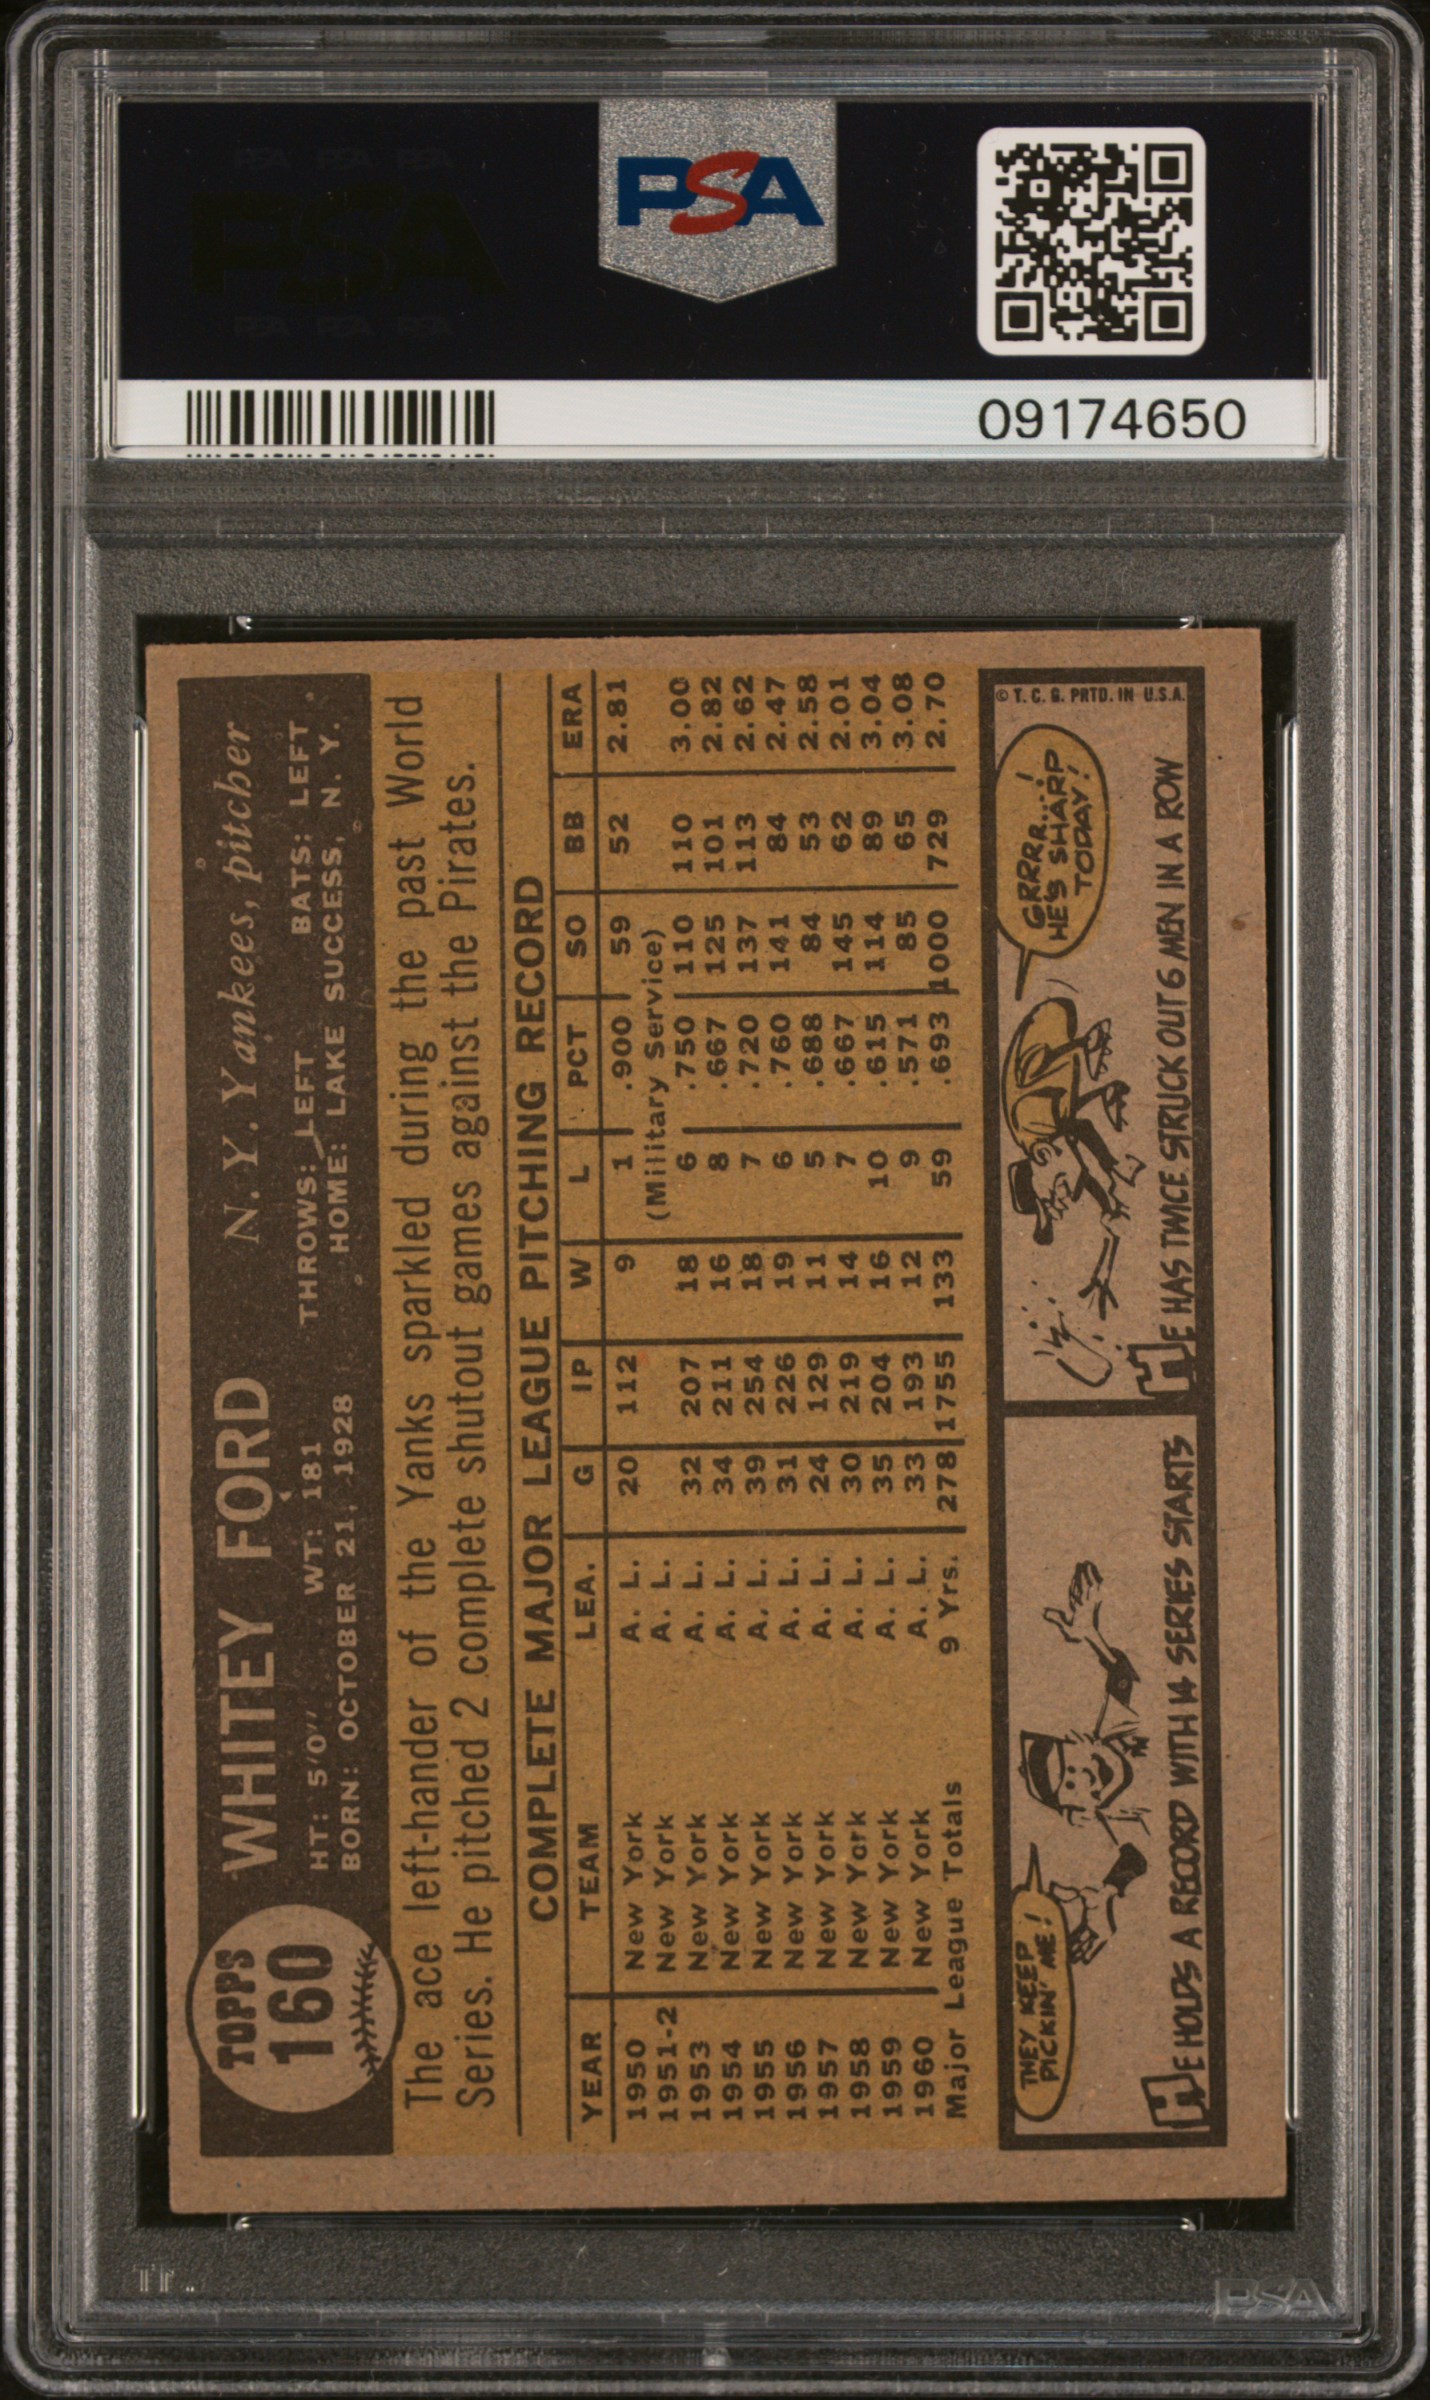 PSA PSA PSA
PSA
PSA PSA PSA
PSA
09174650
TOPPS
160
WHITEY FORD N. Y. Yankees, pitcher
HT: 5'0" WT: 181 THROWS: LEFT BATS: LEFT
BORN: OCTOBER 21, 1928 HOME: LAKE SUCCESS, N. Y.
The ace left-hander of the Yanks sparkled during the past World
Series. He pitched 2 complete shutout games against the Pirates.
COMPLETE MAJOR LEAGUE PITCHING RECORD
YEAR TEAM LEA. G IP W L PCT SO BB ERA
1950 New York A. L. 20 112 9 1 .900 59 52 2.81
1951-2 New York A. L. (Military Service)
1953 New York A. L. 32 207 18 6 .750 110 110 3.00
1954 New York A. L. 34 211 16 8 .667 125 101 2.82
1955 New York A. L. 39 254 18 7 .720 137 113 2.62
1956 New York A. L. 31 226 19 6 .760 141 84 2.47
1957 New York A. L. 24 129 11 5 .688 84 53 2.58
1958 New York A. L. 30 219 14 7 .667 145 62 2.01
1959 New York A. L. 35 204 16 10 .615 114 89 3.04
1960 New York A. L. 33 193 12 9 .571 85 65 3.08
Major League Totals 9 Yrs. 278 1755 133 59 .693 1000 729 2.70
THEY KEEP
PICKIN' ME!
HE HOLDS A RECORD WITH 14 SERIES STARTS
GRRRR...!
HE'S SHARP
TODAY!
HE HAS TWICE STRUCK OUT 6 MEN IN A ROW
© T. C. G. PRTD. IN U.S.A.
PSA